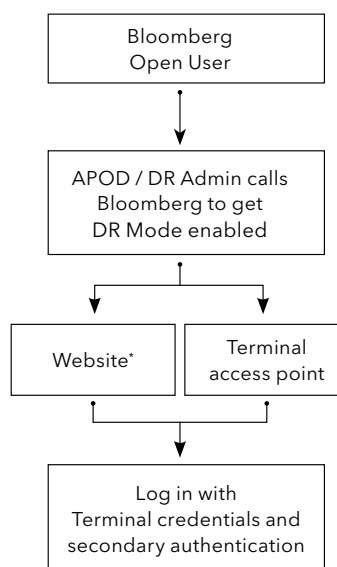 Bloomberg
Open User
APOD / DR Admin calls
Bloomberg to get
DR Mode enabled
Website*
Terminal
access point
Log in with
Terminal credentials and
secondary authentication